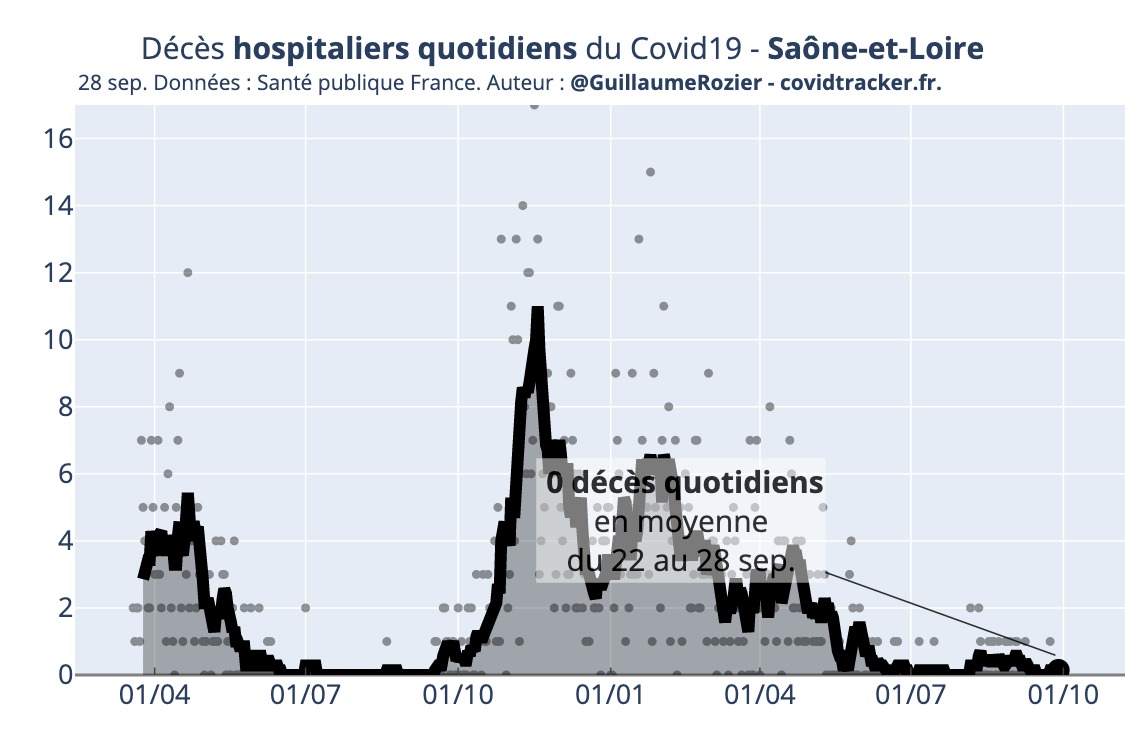 Décès hospitaliers quotidiens du Covid19 - Saône-et-Loire
28 sep. Données : Santé publique France. Auteur : @GuillaumeRozier - covidtracker.fr.
16
14
12
10
8
6
4
2
0
0 décès quotidiens
en moyenne
du 22 au 28 sep.
01/04 01/07 01/10 01/01 01/04 01/07 01/10